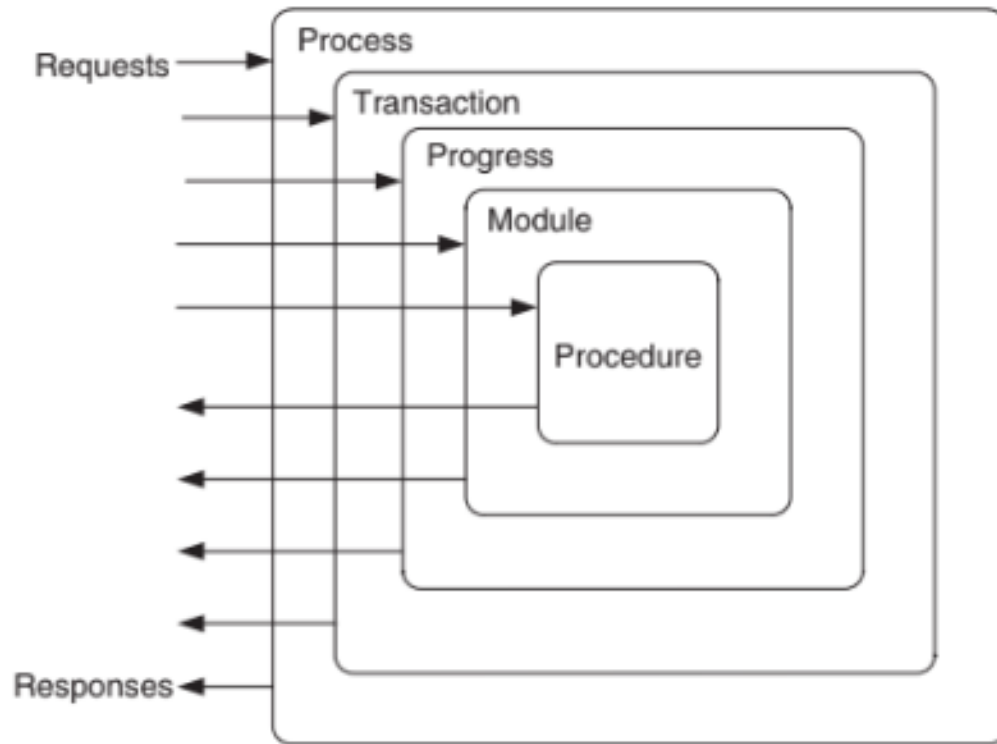 Process
Requests
Transaction
Progress
Module
Procedure
Responses